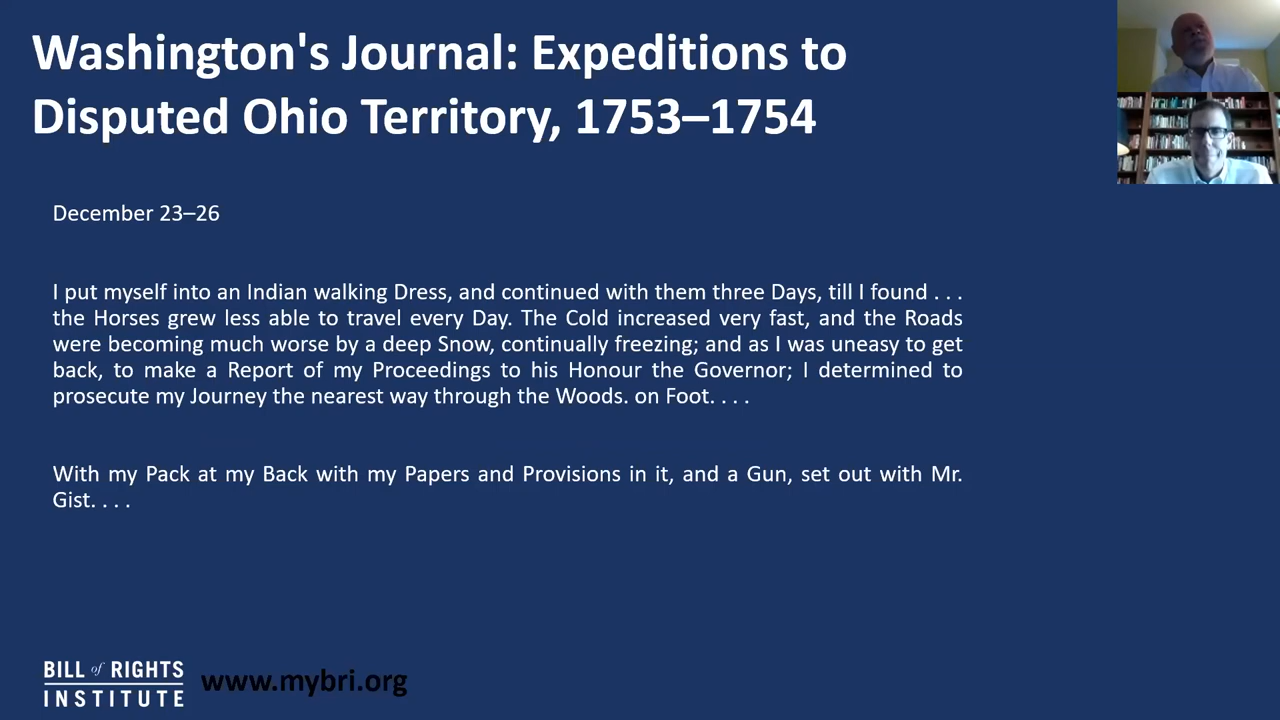 Washington's Journal: Expeditions to
Disputed Ohio Territory, 1753–1754
December 23–26
I put myself into an Indian walking Dress, and continued with them three Days, till I found . . .
the Horses grew less able to travel every Day. The Cold increased very fast, and the Roads
were becoming much worse by a deep Snow, continually freezing; and as I was uneasy to get
back, to make a Report of my Proceedings to his Honour the Governor; I determined to
prosecute my Journey the nearest way through the Woods. on Foot. . . .
With my Pack at my Back with my Papers and Provisions in it, and a Gun, set out with Mr.
Gist. . . .
BILL of RIGHTS
INSTITUTE
www.mybri.org